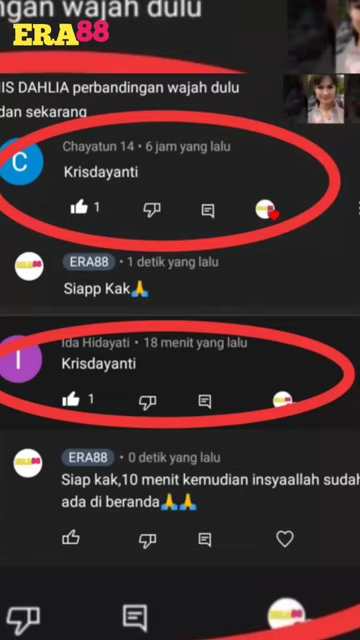 ngan wajah dulu
ERA88
IIS DAHLIA perbandingan wajah dulu
dan sekarang
C
Chayatun 14 • 6 jam yang lalu
Krisdayanti
1
ERA88 • 1 detik yang lalu
Siapp Kak🙏
I
Ida Hidayati • 18 menit yang lalu
Krisdayanti
1
ERA88 • 0 detik yang lalu
Siap kak,10 menit kemudian insyaallah sudah
ada di beranda🙏🙏